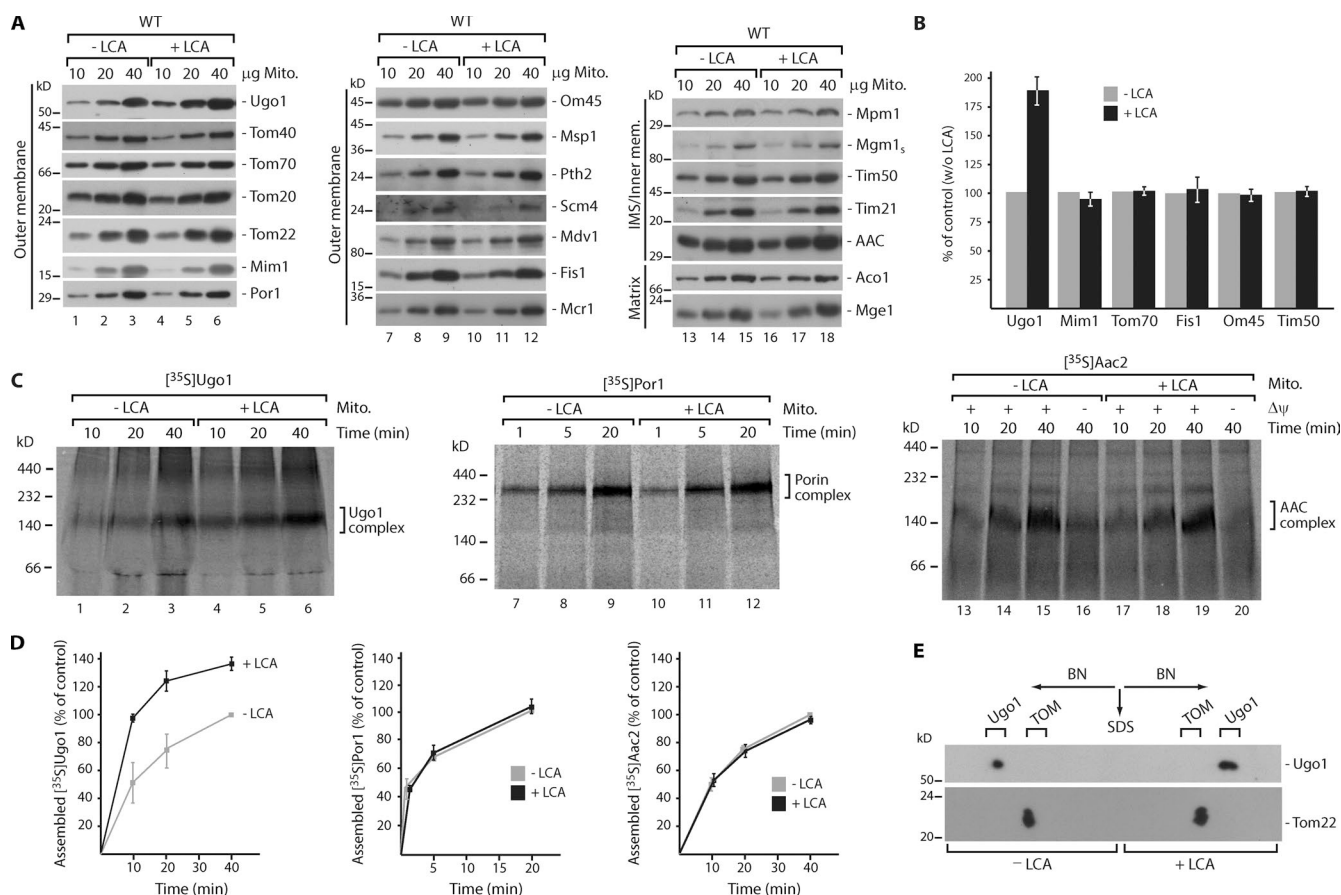 A
WT
- LCA + LCA
10 20 40 10 20 40 μg Mito.
kD
Outer membrane
50 - Ugo1
45 - Tom40
66 - Tom70
20 - Tom20
24 - Tom22
15 - Mim1
29 - Por1
1 2 3 4 5 6
WT
- LCA + LCA
10 20 40 10 20 40 μg Mito.
kD
Outer membrane
45 - Om45
45 - Msp1
24 - Pth2
20 - Scm4
80 - Mdv1
15 - Fis1
36 - Mcr1
7 8 9 10 11 12
WT
- LCA + LCA
10 20 40 10 20 40 μg Mito.
kD
IMS/Inner mem.
29 - Mpm1
80 - Mgm1s
45 - Tim50
24 - Tim21
29 - AAC
Matrix
66 - Aco1
24 - Mge1
13 14 15 16 17 18
B
% of control (w/o LCA)
200
175
150
125
100
75
50
25
- LCA
+ LCA
Ugo1 Mim1 Tom70 Fis1 Om45 Tim50
C
[35S]Ugo1
- LCA + LCA Mito.
10 20 40 10 20 40 Time (min)
kD
440
232
140
66
Ugo1
complex
1 2 3 4 5 6
[35S]Por1
- LCA + LCA Mito.
1 5 20 1 5 20 Time (min)
kD
440
232
140
66
Porin
complex
7 8 9 10 11 12
[35S]Aac2
- LCA + LCA Mito.
+ + + - + + + - Δψ
10 20 40 40 10 20 40 40 Time (min)
kD
440
232
140
66
AAC
complex
13 14 15 16 17 18 19 20
D
Assembled [35S]Ugo1 (% of control)
140
120
100
80
60
40
20
+ LCA
- LCA
10 20 30 40
Time (min)
Assembled [35S]Por1 (% of control)
140
120
100
80
60
40
20
- LCA
+ LCA
5 10 15 20
Time (min)
Assembled [35S]Aac2 (% of control)
140
120
100
80
60
40
20
- LCA
+ LCA
10 20 30 40
Time (min)
E
BN BN
SDS
Ugo1 TOM TOM Ugo1
kD
50 - Ugo1
24
20 - Tom22
– LCA + LCA